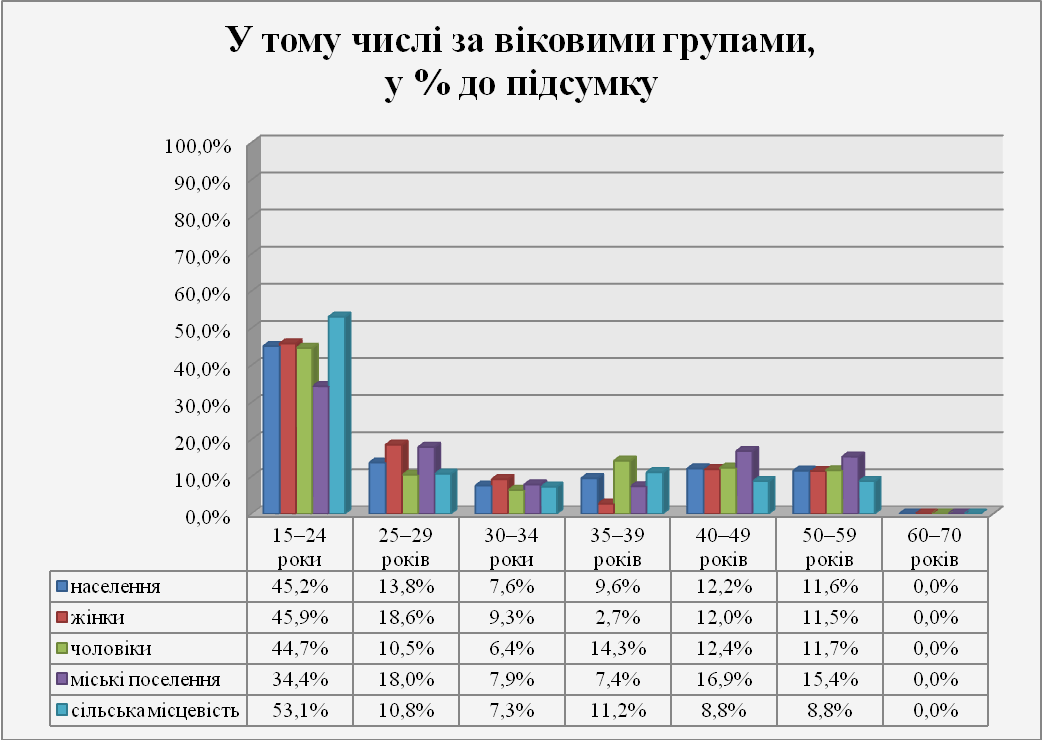 У тому числі за віковими групами,
у % до підсумку
100,0%
90,0%
80,0%
70,0%
60,0%
50,0%
40,0%
30,0%
20,0%
10,0%
0,0%
15–24 роки 25–29 років 30–34 роки 35–39 років 40–49 років 50–59 років 60–70 років
населення 45,2% 13,8% 7,6% 9,6% 12,2% 11,6% 0,0%
жінки 45,9% 18,6% 9,3% 2,7% 12,0% 11,5% 0,0%
чоловіки 44,7% 10,5% 6,4% 14,3% 12,4% 11,7% 0,0%
міські поселення 34,4% 18,0% 7,9% 7,4% 16,9% 15,4% 0,0%
сільська місцевість 53,1% 10,8% 7,3% 11,2% 8,8% 8,8% 0,0%